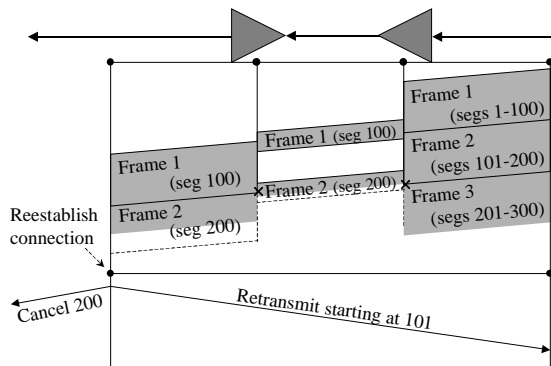 Frame 1
(segs 1-100)
Frame 1 (seg 100)
Frame 2
(segs 101-200)
Frame 1
(seg 100)
Frame 2 (seg 200)
Frame 3
(segs 201-300)
Frame 2
(seg 200)
Reestablish
connection
Cancel 200
Retransmit starting at 101